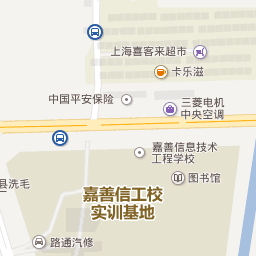 上海喜客来超市
卡乐滋
中国平安保险
三菱电机
中央空调
嘉善信息技术
工程学校
图书馆
县洗毛
嘉善信工校
实训基地
路通汽修